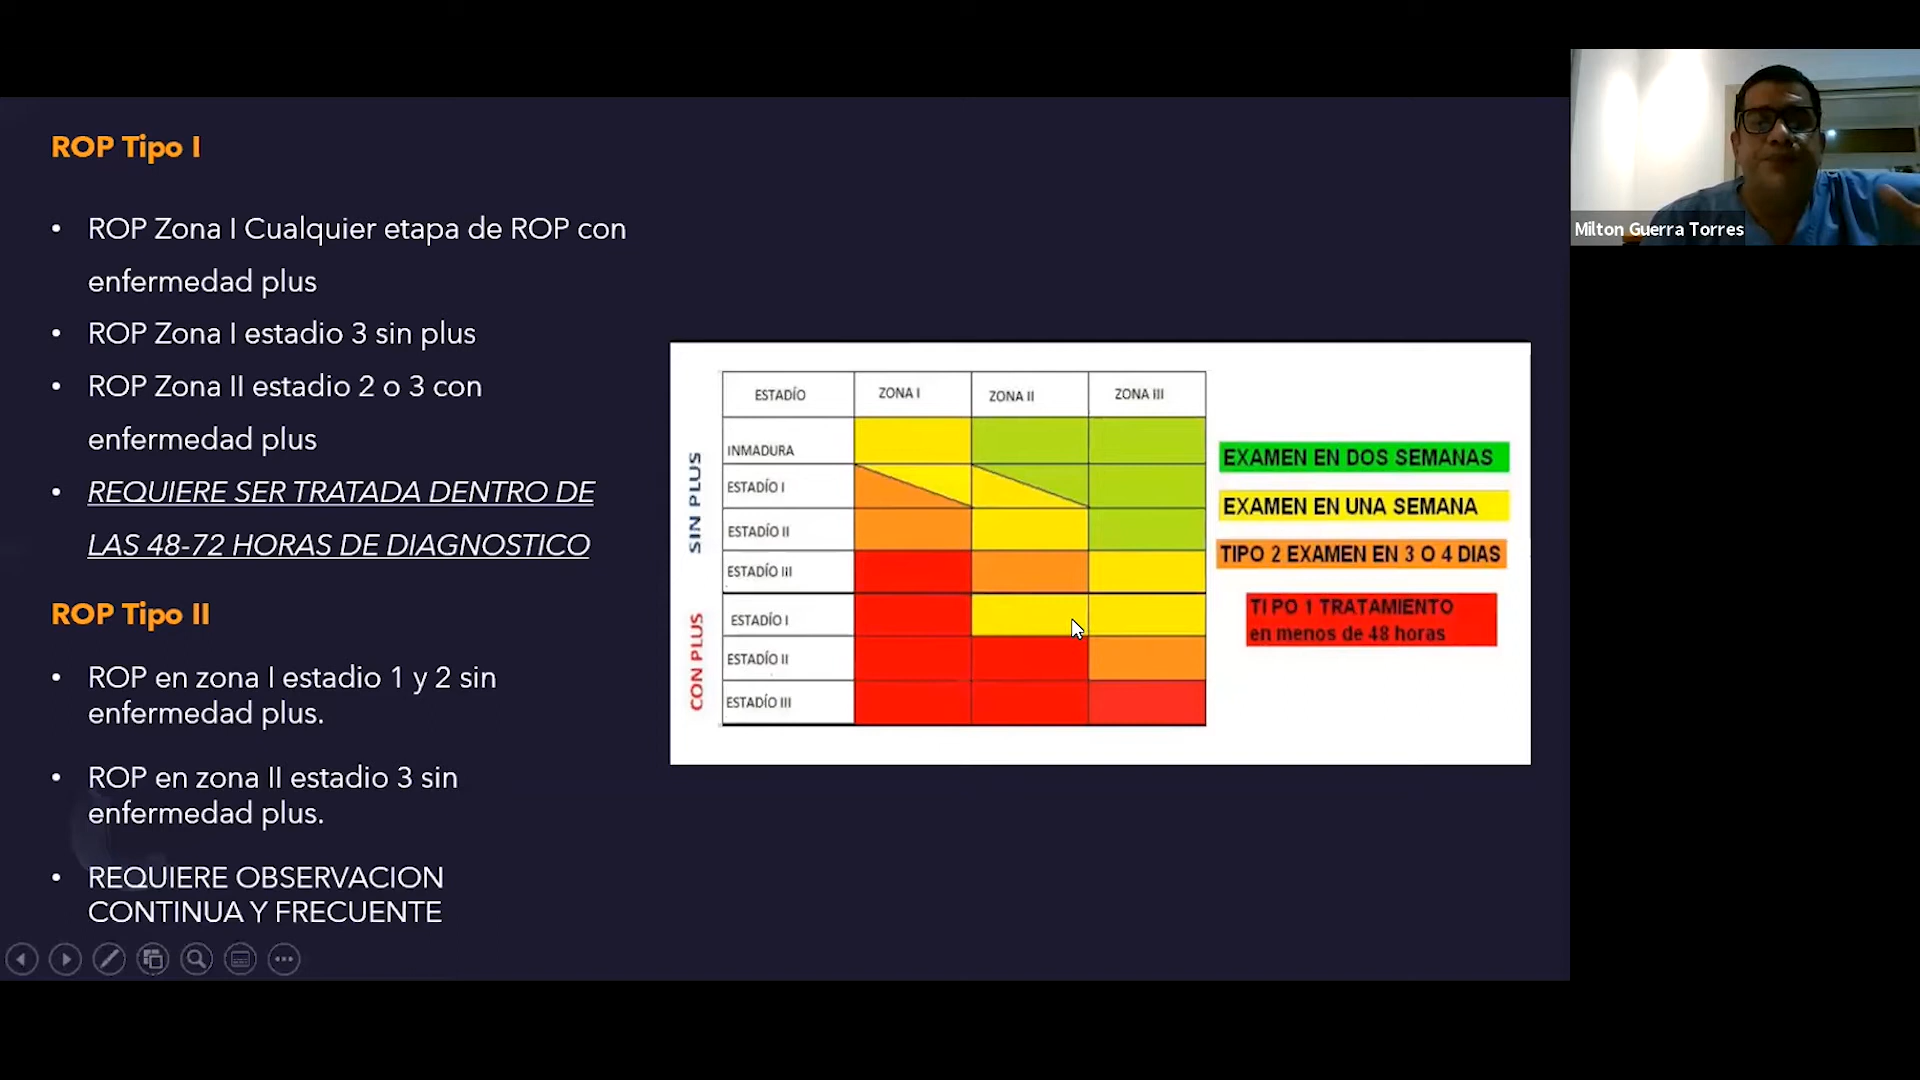 ROP Tipo I
• ROP Zona I Cualquier etapa de ROP con
enfermedad plus
• ROP Zona I estadio 3 sin plus
• ROP Zona II estadio 2 o 3 con
enfermedad plus
• REQUIERE SER TRATADA DENTRO DE
LAS 48-72 HORAS DE DIAGNOSTICO
ROP Tipo II
• ROP en zona I estadio 1 y 2 sin
enfermedad plus.
• ROP en zona II estadio 3 sin
enfermedad plus.
• REQUIERE OBSERVACION
CONTINUA Y FRECUENTE
ESTADÍO ZONA I ZONA II ZONA III
SIN PLUS
INMADURA
ESTADÍO I
ESTADÍO II
ESTADÍO III
CON PLUS
ESTADÍO I
ESTADÍO II
ESTADÍO III
EXAMEN EN DOS SEMANAS
EXAMEN EN UNA SEMANA
TIPO 2 EXAMEN EN 3 O 4 DIAS
TIPO 1 TRATAMIENTO
en menos de 48 horas
Milton Guerra Torres